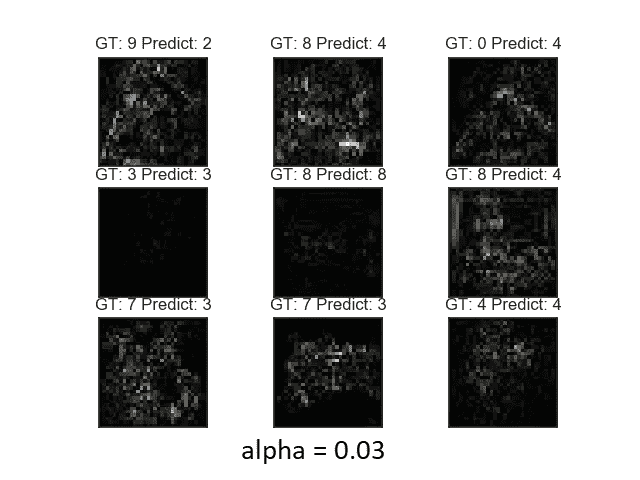 GT: 9 Predict: 2
GT: 8 Predict: 4
GT: 0 Predict: 4
GT: 3 Predict: 3
GT: 8 Predict: 8
GT: 8 Predict: 4
GT: 7 Predict: 3
GT: 7 Predict: 3
GT: 4 Predict: 4
alpha = 0.03